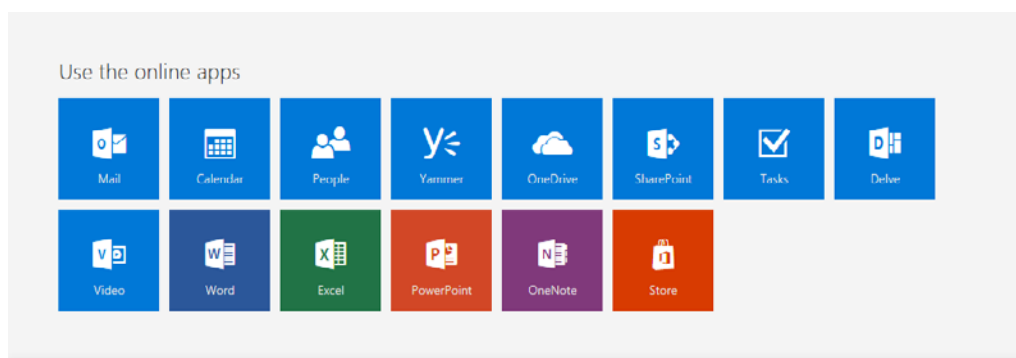 Use the online apps
Mail Calendar People Yammer OneDrive SharePoint Tasks Delve
Video Word Excel PowerPoint OneNote Store